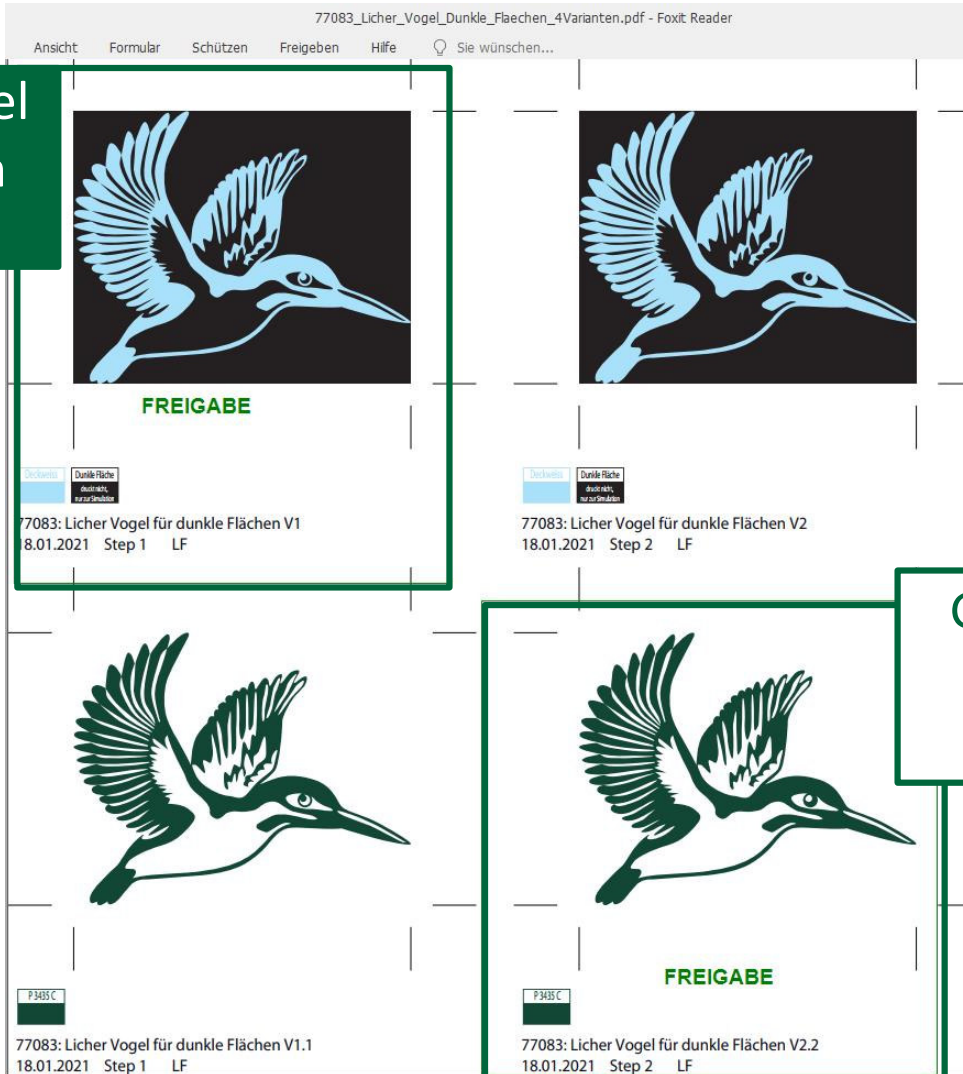 77083_Licher_Vogel_Dunkle_Flaechen_4Varianten.pdf - Foxit Reader
Ansicht Formular Schützen Freigeben Hilfe Sie wünschen...
FREIGABE
Deckweiss
Dunkle Fläche
druckt nicht,
nur zur Simulation
77083: Licher Vogel für dunkle Flächen V1
18.01.2021 Step 1 LF
Deckweiss
Dunkle Fläche
druckt nicht,
nur zur Simulation
77083: Licher Vogel für dunkle Flächen V2
18.01.2021 Step 2 LF
P 3435 C
77083: Licher Vogel für dunkle Flächen V1.1
18.01.2021 Step 1 LF
FREIGABE
P 3435 C
77083: Licher Vogel für dunkle Flächen V2.2
18.01.2021 Step 2 LF